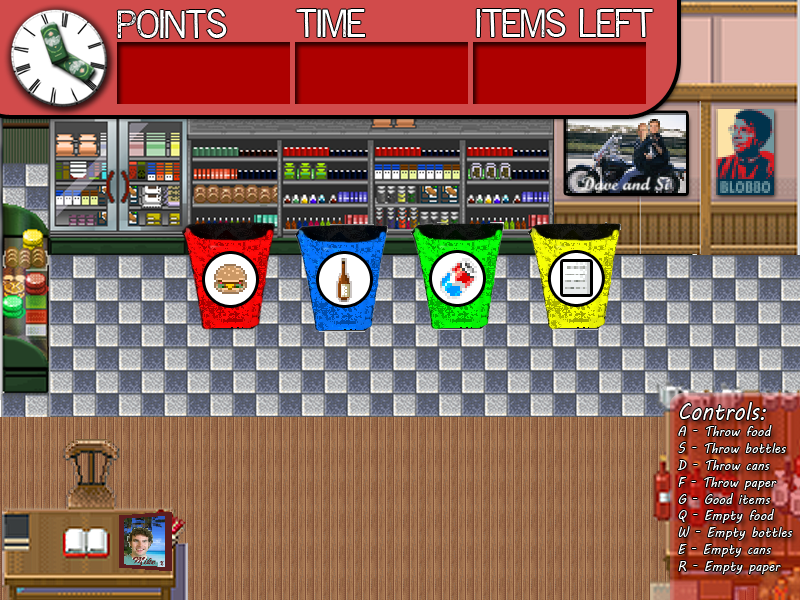 POINTS
TIME
ITEMS LEFT
Dave and Si
BLOBBO
Controls:
A - Throw food
S - Throw bottles
D - Throw cans
F - Throw paper
G - Good items
Q - Empty food
W - Empty bottles
E - Empty cans
R - Empty paper